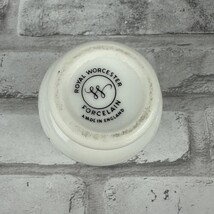 ROYAL WORCESTER
W
PORCELAIN
MADE IN ENGLAND